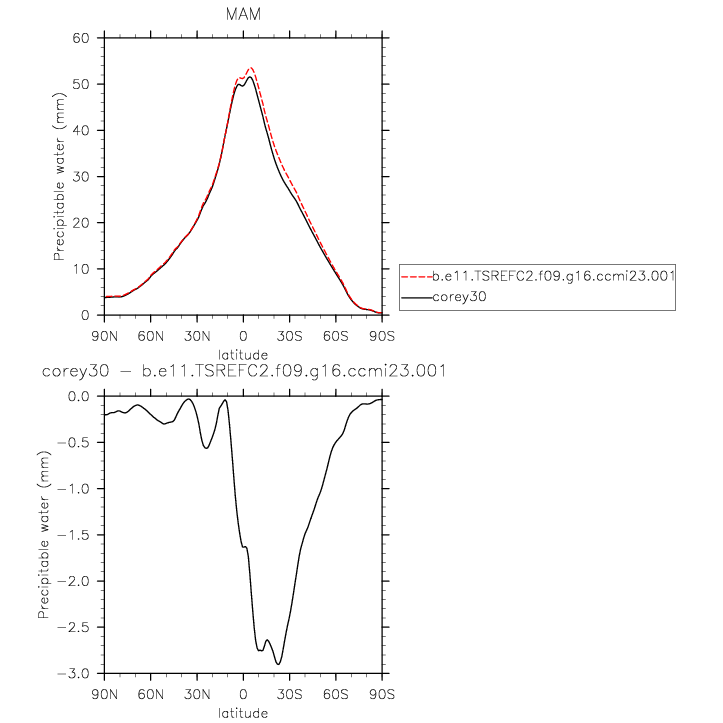 MAM
60
50
40
30
20
10
0
Precipitable water (mm)
90N 60N 30N 0 30S 60S 90S
latitude
b.e11.TSREFC2.f09.g16.ccmi23.001
corey30
corey30 − b.e11.TSREFC2.f09.g16.ccmi23.001
0.0
−0.5
−1.0
−1.5
−2.0
−2.5
−3.0
Precipitable water (mm)
90N 60N 30N 0 30S 60S 90S
latitude